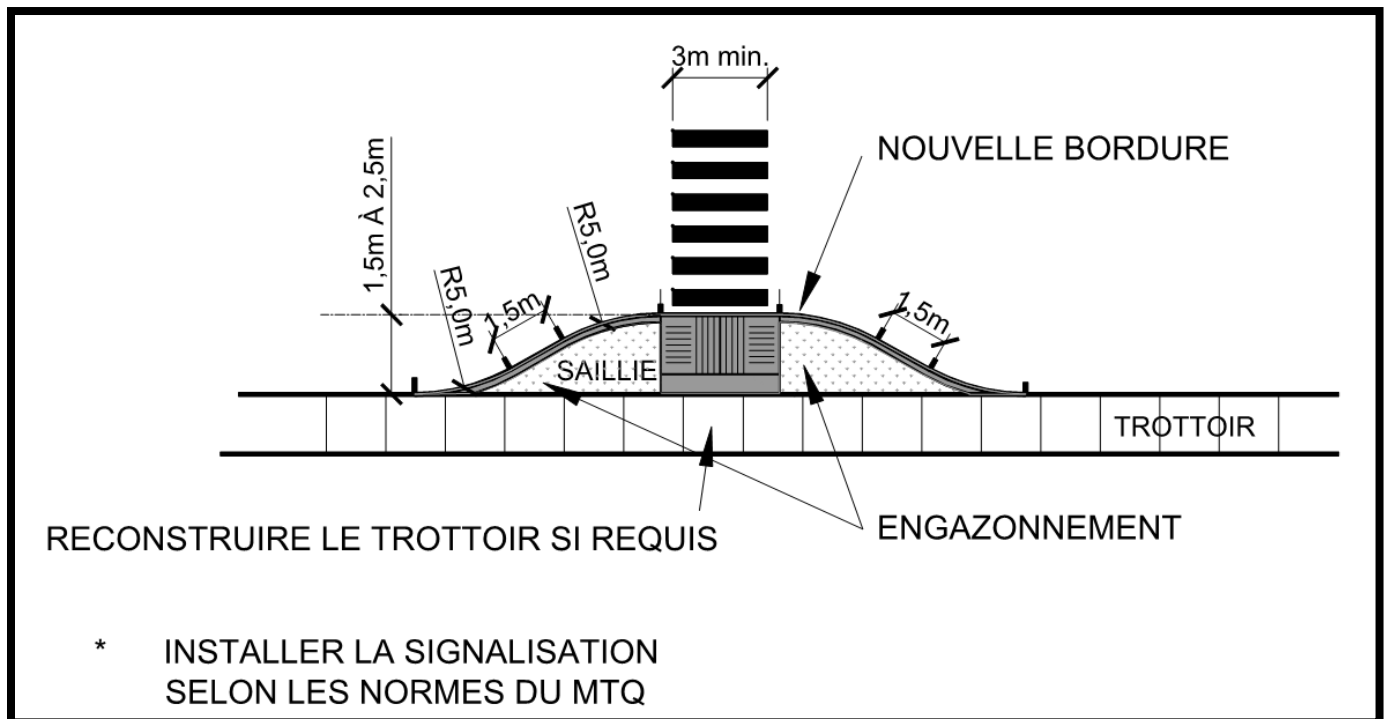 3m min.
NOUVELLE BORDURE
1,5m À 2,5m
R5,0m
R5,0m
1,5m
1,5m
SAILLIE
TROTTOIR
RECONSTRUIRE LE TROTTOIR SI REQUIS
ENGAZONNEMENT
* INSTALLER LA SIGNALISATION
SELON LES NORMES DU MTQ